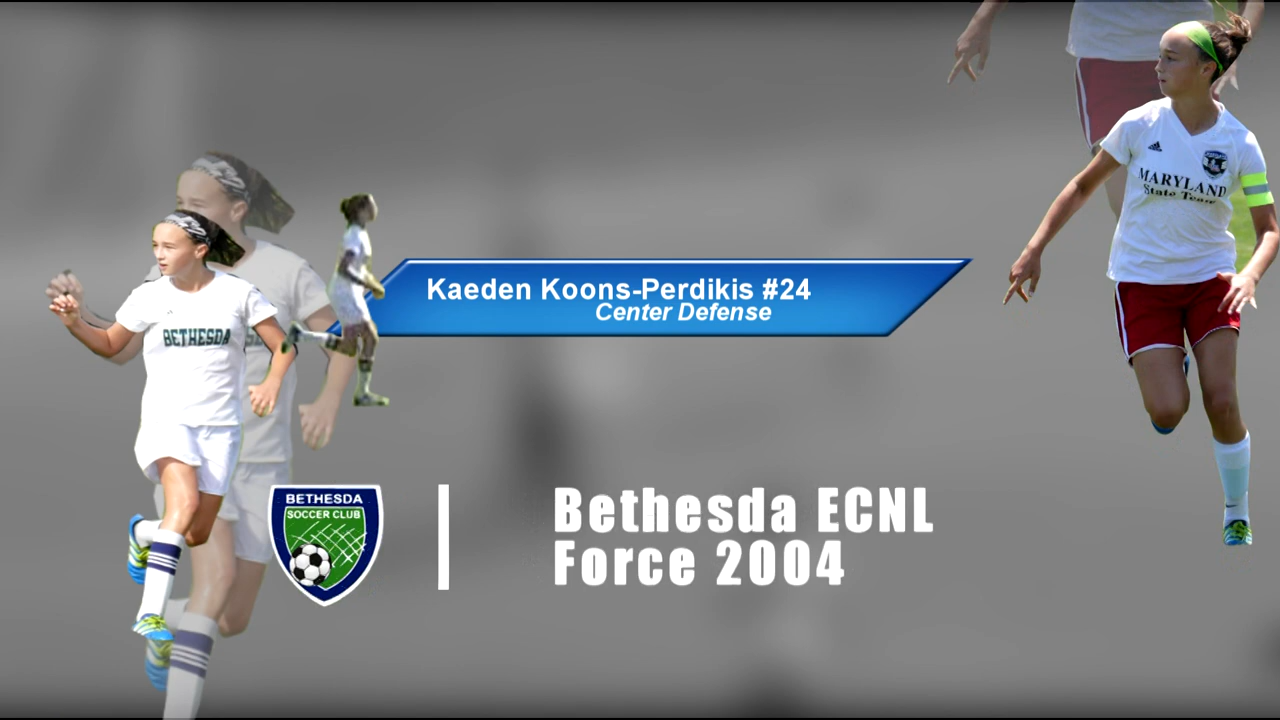 Kaeden Koons-Perdikis #24
Center Defense
MARYLAND
State Team
BETHESDA
BETHESDA
SOCCER CLUB
Bethesda ECNL
Force 2004